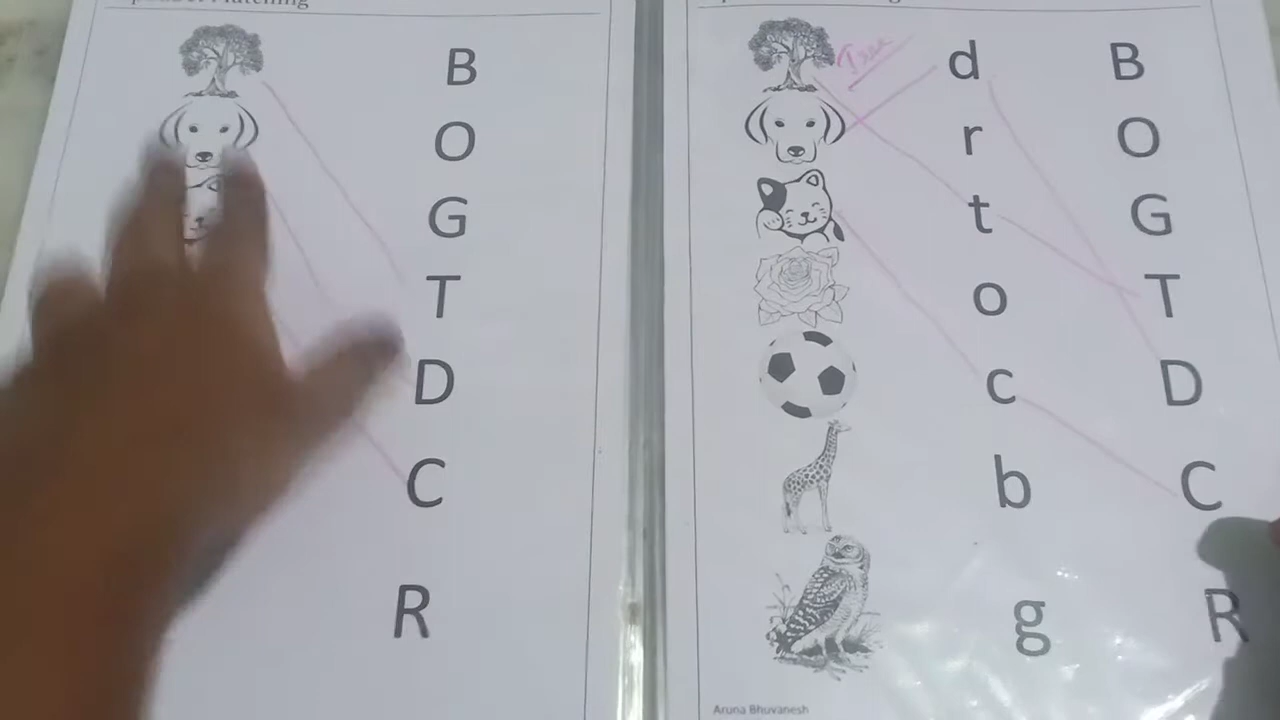 B
O
G
T
D
C
R
Tree
d B
r O
t G
o T
c D
b C
g R
Aruna Bhuvanesh